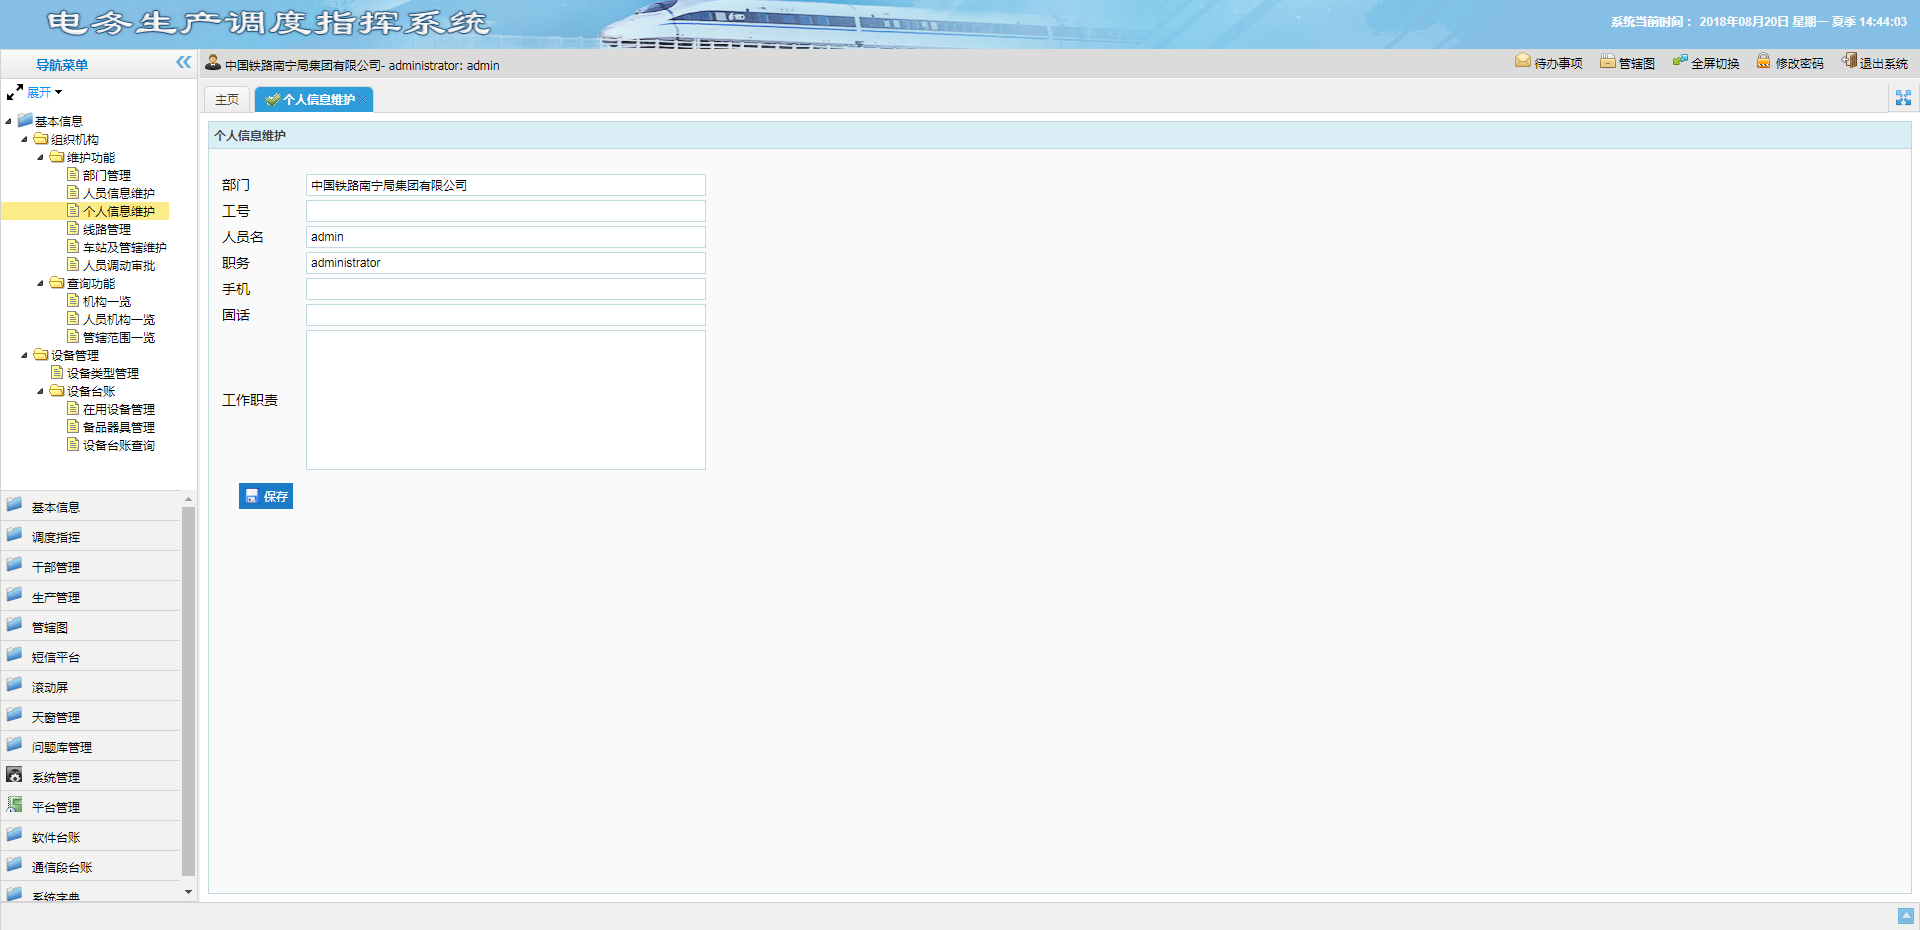 电务生产调度指挥系统
系统当前时间： 2018年08月20日 星期一 夏季 14:44:03
导航菜单
中国铁路南宁局集团有限公司- administrator: admin
待办事项 管辖图 全屏切换 修改密码 退出系统
展开
主页 个人信息维护
个人信息维护
基本信息
组织机构
维护功能
部门管理
人员信息维护
个人信息维护
线路管理
车站及管辖维护
人员调动审批
查询功能
机构一览
人员机构一览
管辖范围一览
设备管理
设备类型管理
设备台账
在用设备管理
备品器具管理
设备台账查询
部门 中国铁路南宁局集团有限公司
工号
人员名 admin
职务 administrator
手机
固话
工作职责
保存
基本信息
调度指挥
干部管理
生产管理
管辖图
短信平台
滚动屏
天窗管理
问题库管理
系统管理
平台管理
软件台账
通信段台账
系统字典